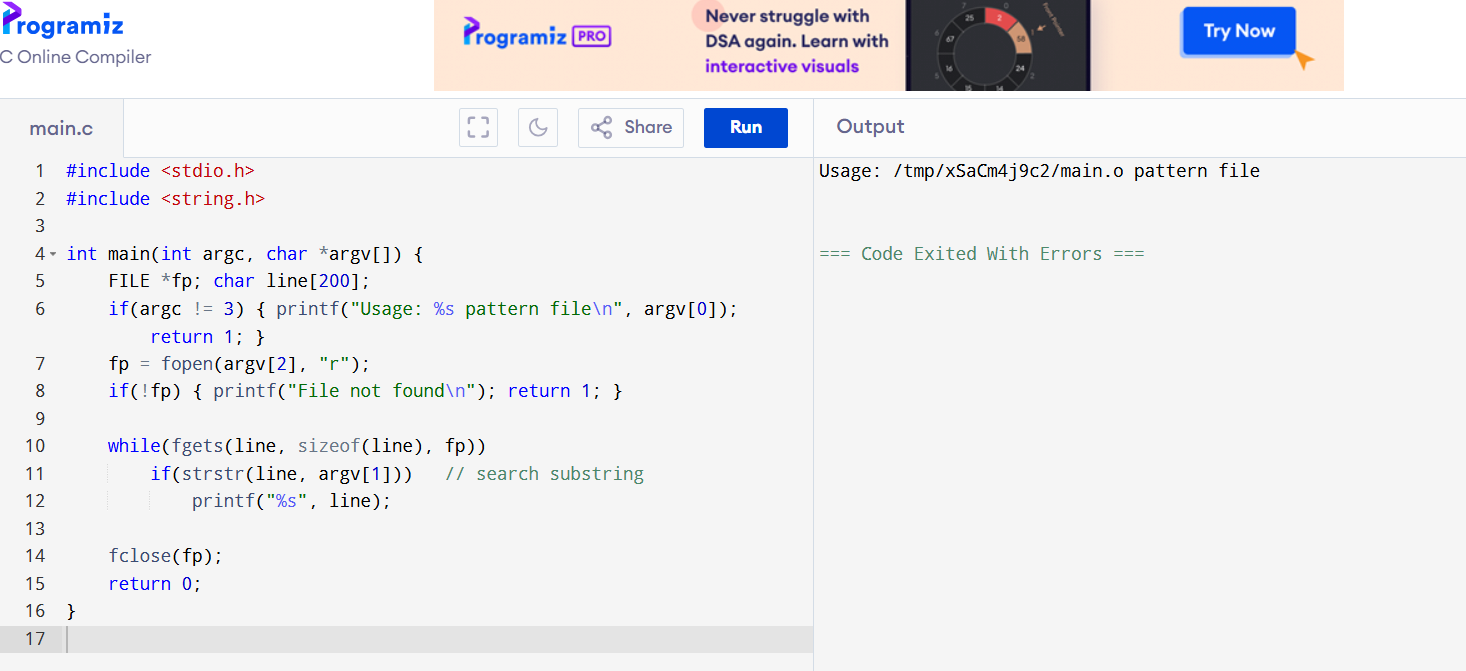 Programiz
C Online Compiler
Programiz PRO
Never struggle with
DSA again. Learn with
interactive visuals
Try Now
main.c
Share
Run
Output
1 #include <stdio.h>
2 #include <string.h>
3
4 int main(int argc, char *argv[]) {
5 FILE *fp; char line[200];
6 if(argc != 3) { printf("Usage: %s pattern file\n", argv[0]);
return 1; }
7 fp = fopen(argv[2], "r");
8 if(!fp) { printf("File not found\n"); return 1; }
9
10 while(fgets(line, sizeof(line), fp))
11 if(strstr(line, argv[1])) // search substring
12 printf("%s", line);
13
14 fclose(fp);
15 return 0;
16 }
17
Usage: /tmp/xSaCm4j9c2/main.o pattern file
=== Code Exited With Errors ===